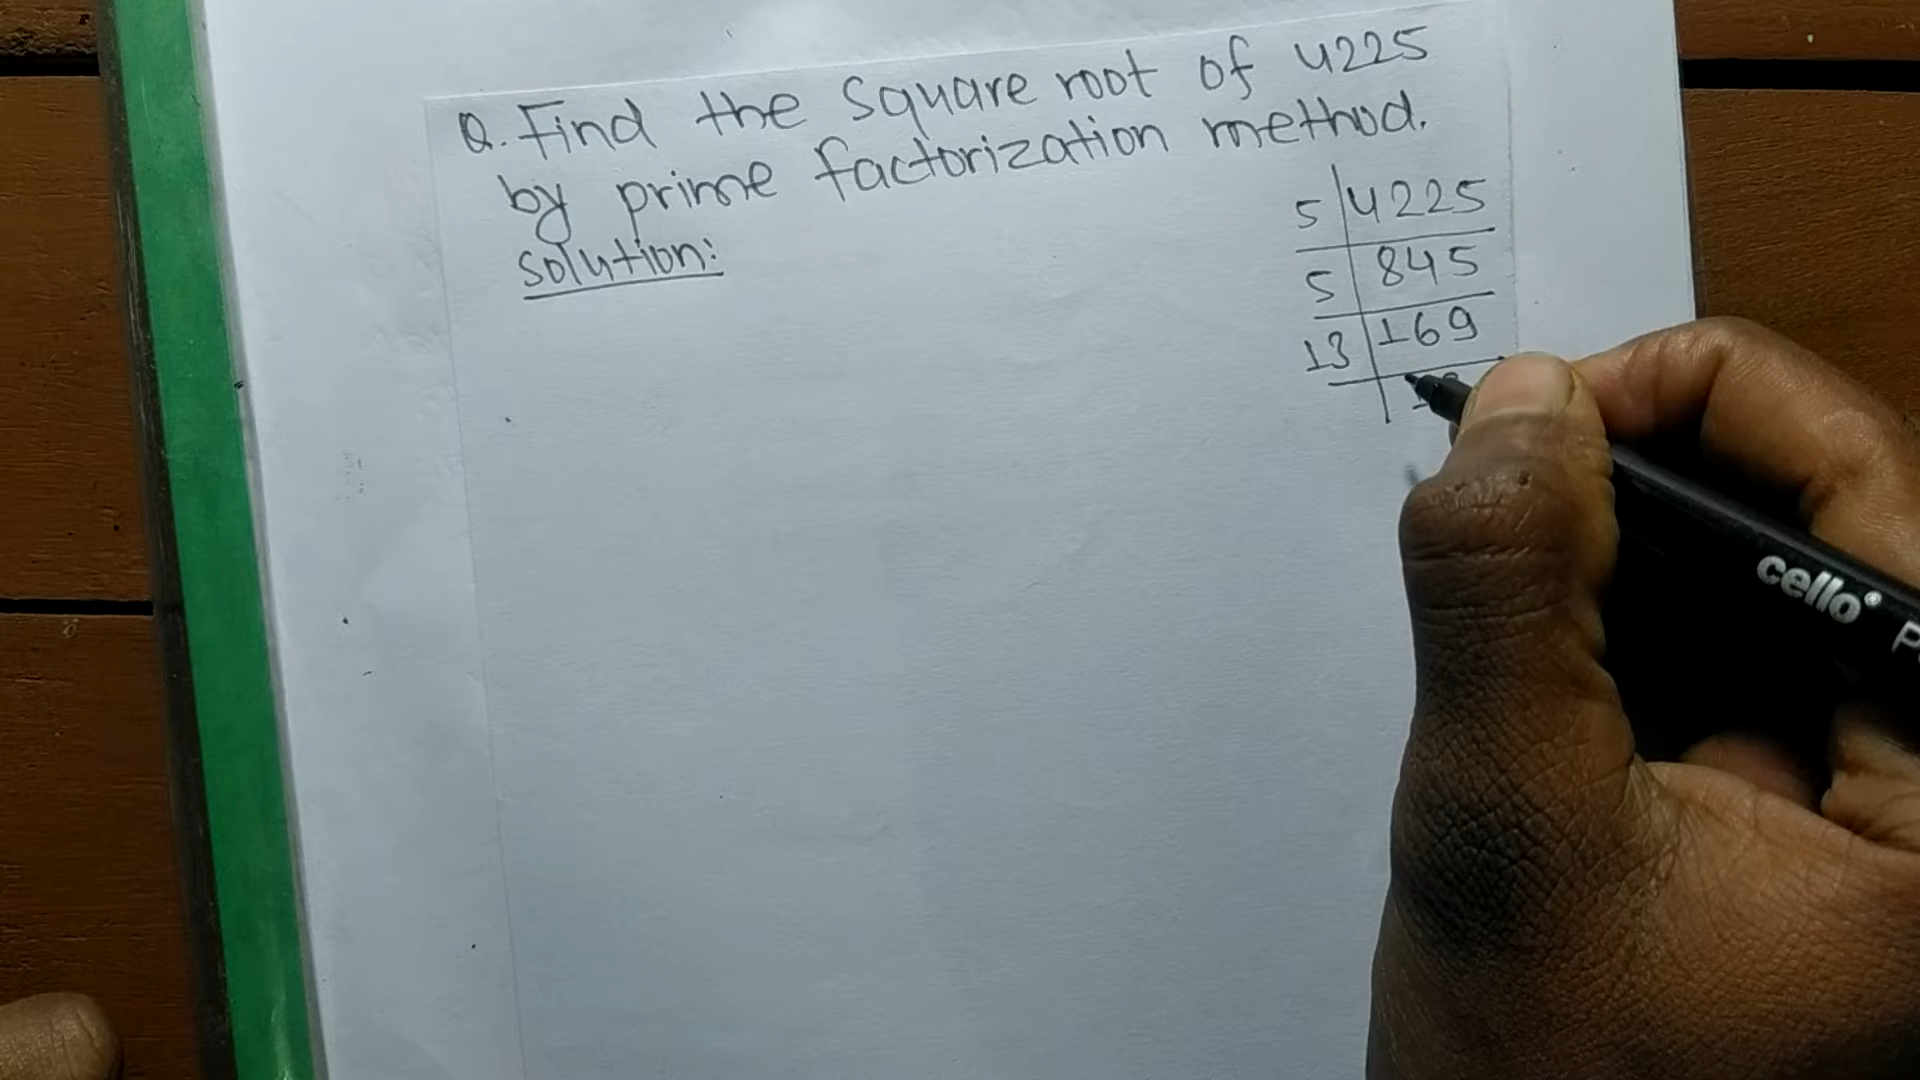 Q. Find the square root of 4225
by prime factorization method.
Solution:
5 | 4225
5 | 845
13 | 169
cello